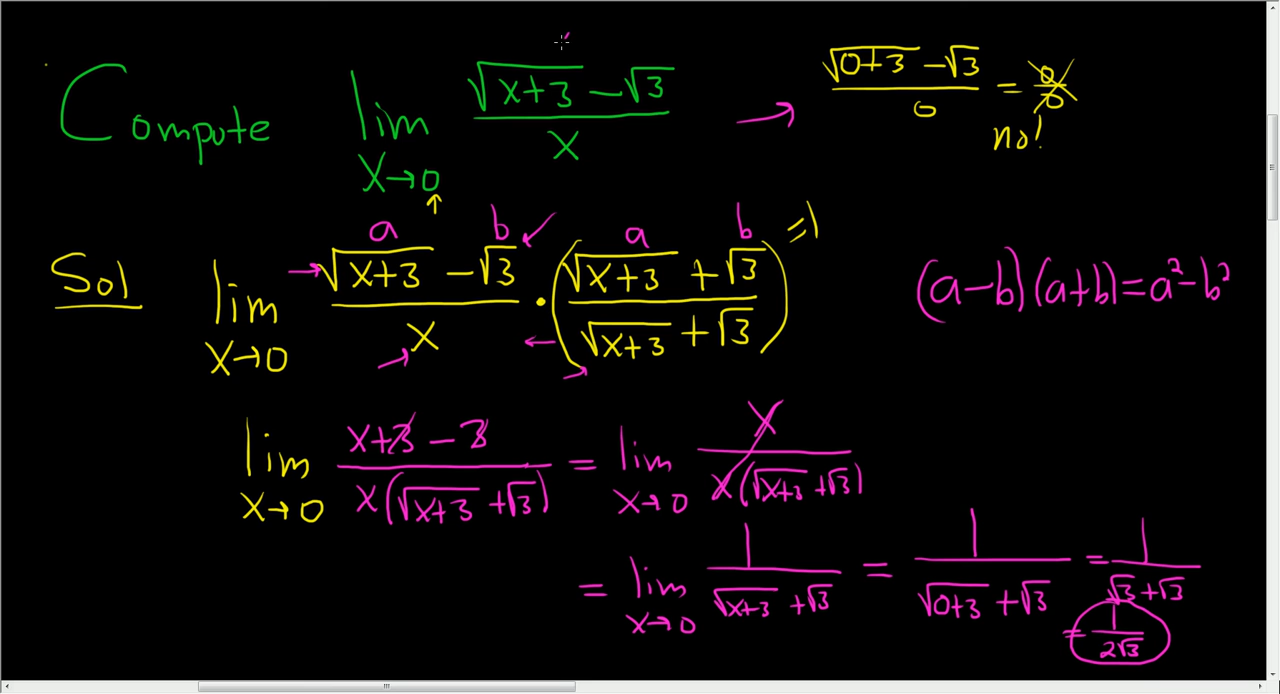 Compute lim x→0 (√(x+3) − √3)/x → (√(0+3) − √3)/0 = 0/0 no!
Sol lim x→0 (√(x+3) − √3)/x · ((√(x+3) + √3)/(√(x+3) +√3)) =1
a b a b
(a−b)(a+b)=a²−b²
lim x→0 (x+3−3)/(x(√(x+3) + √3)) = lim x→0 x/(x(√(x+3) + √3))
= lim x→0 1/(√(x+3) + √3) = 1/(√(0+3) + √3) = 1/(√3+√3)
= 1/(2√3)